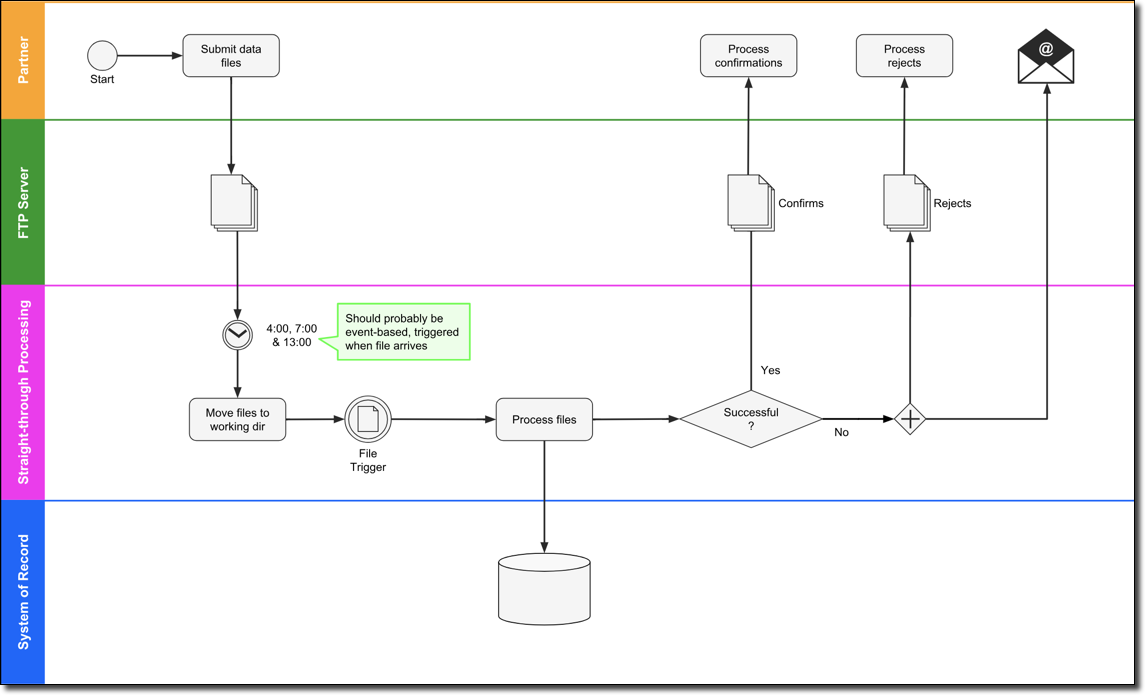 Partner
Start
Submit data
files
Process
confirmations
Process
rejects
@
FTP Server
Confirms
Rejects
Straight-through Processing
4:00, 7:00
& 13:00
Should probably be
event-based, triggered
when file arrives
Yes
Move files to
working dir
File
Trigger
Process files
Successful
?
No
System of Record